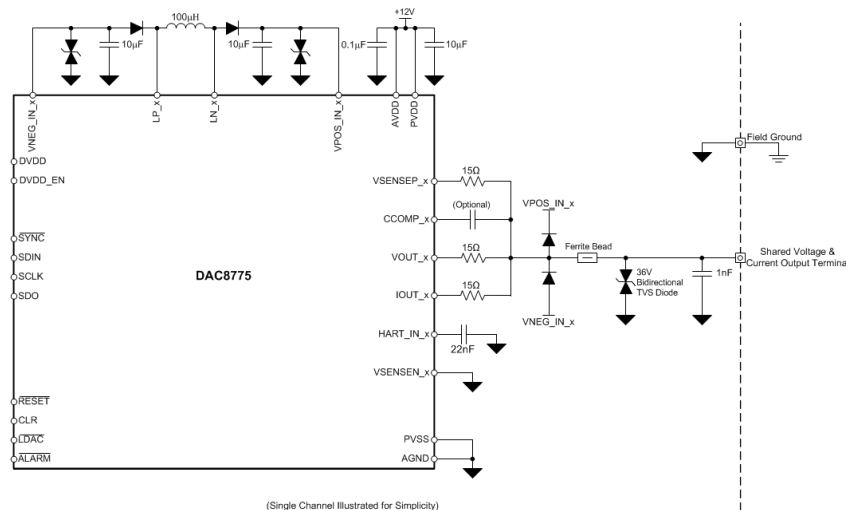 +12V
100µH
10µF
10µF
0.1µF
10µF
VNEG_IN_x
LP_x
LN_x
VPOS_IN_x
AVDD
PVDD
DVDD
DVDD_EN
SYNC
SDIN
SCLK
SDO
RESET
CLR
LDAC
ALARM
DAC8775
VSENSEP_x
CCOMP_x
VOUT_x
IOUT_x
HART_IN_x
VSENSEN_x
PVSS
AGND
15Ω
(Optional)
15Ω
15Ω
22nF
VPOS_IN_x
VNEG_IN_x
Ferrite Bead
36V
Bidirectional
TVS Diode
1nF
Field Ground
Shared Voltage &
Current Output Termina
(Single Channel Illustrated for Simplicity)